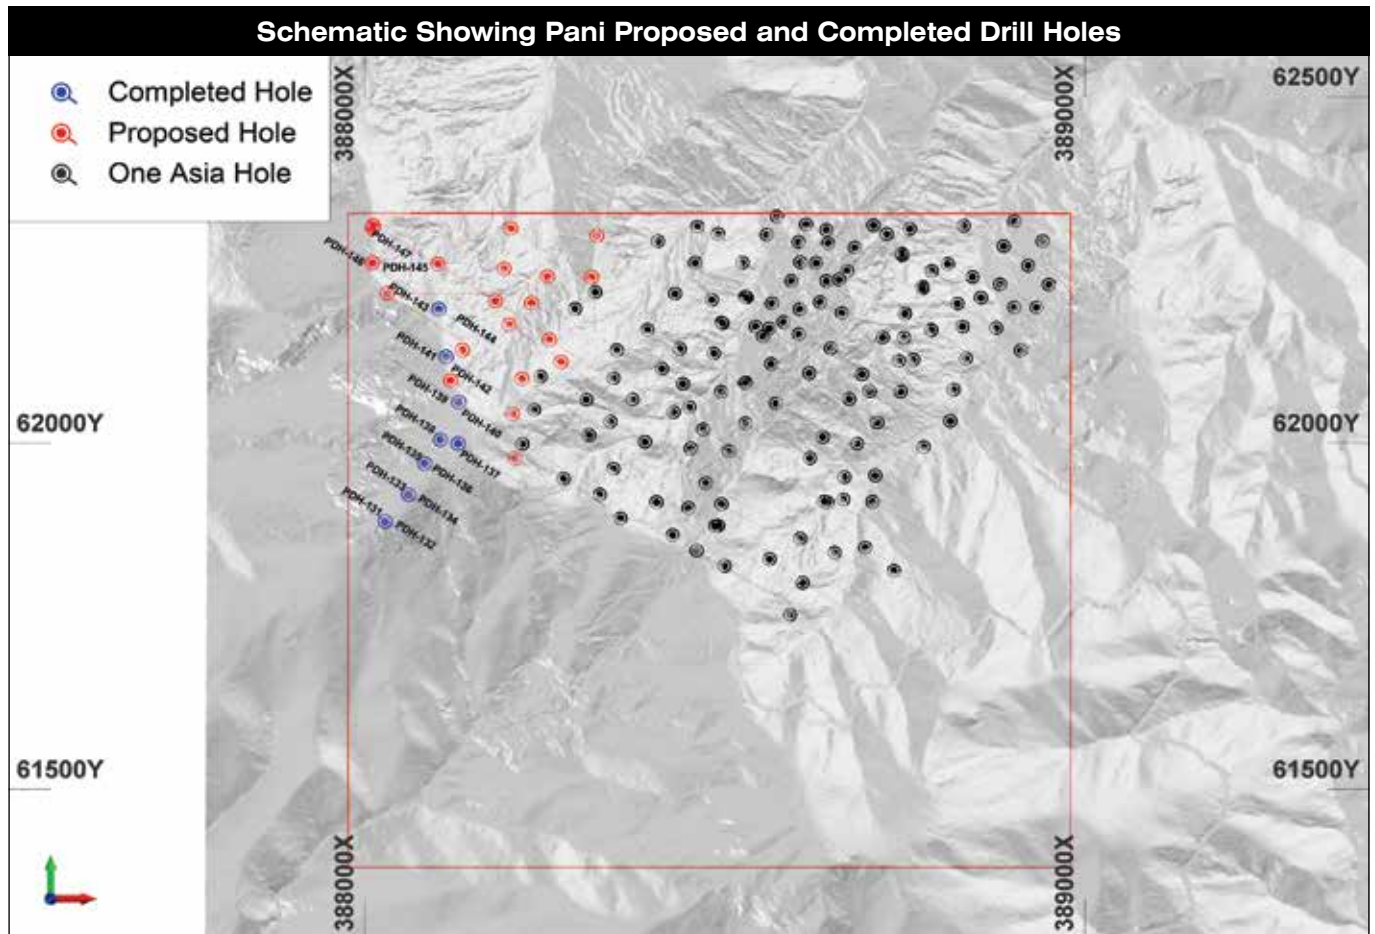 Schematic Showing Pani Proposed and Completed Drill Holes
Completed Hole
Proposed Hole
One Asia Hole
388000X
389000X
62500Y
PDH-147
PDH-145
PDH-143
PDH-144
PDH-141
PDH-142
PDH-139
PDH-140
PDH-138
PDH-137
PDH-135
PDH-136
PDH-133
PDH-134
PDH-131
PDH-132
62000Y
62000Y
61500Y
61500Y
388000X
389000X